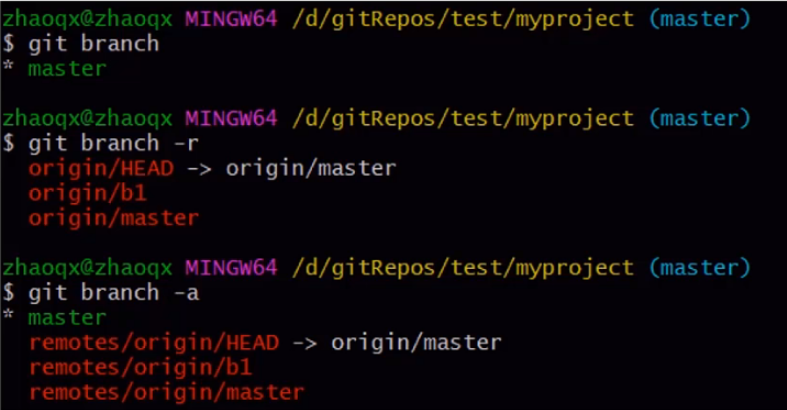 zhaoqx@zhaoqx MINGW64 /d/gitRepos/test/myproject (master)
$ git branch
* master
zhaoqx@zhaoqx MINGW64 /d/gitRepos/test/myproject (master)
$ git branch -r
  origin/HEAD -> origin/master
  origin/b1
  origin/master
zhaoqx@zhaoqx MINGW64 /d/gitRepos/test/myproject (master)
$ git branch -a
* master
  remotes/origin/HEAD -> origin/master
  remotes/origin/b1
  remotes/origin/master